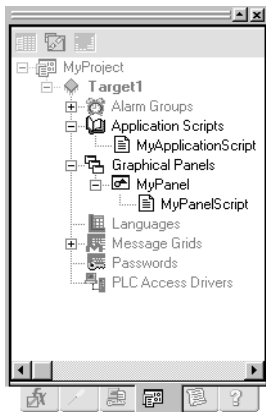 MyProject
Target1
Alarm Groups
Application Scripts
MyApplicationScript
Graphical Panels
MyPanel
MyPanelScript
Languages
Message Grids
Passwords
PLC Access Drivers